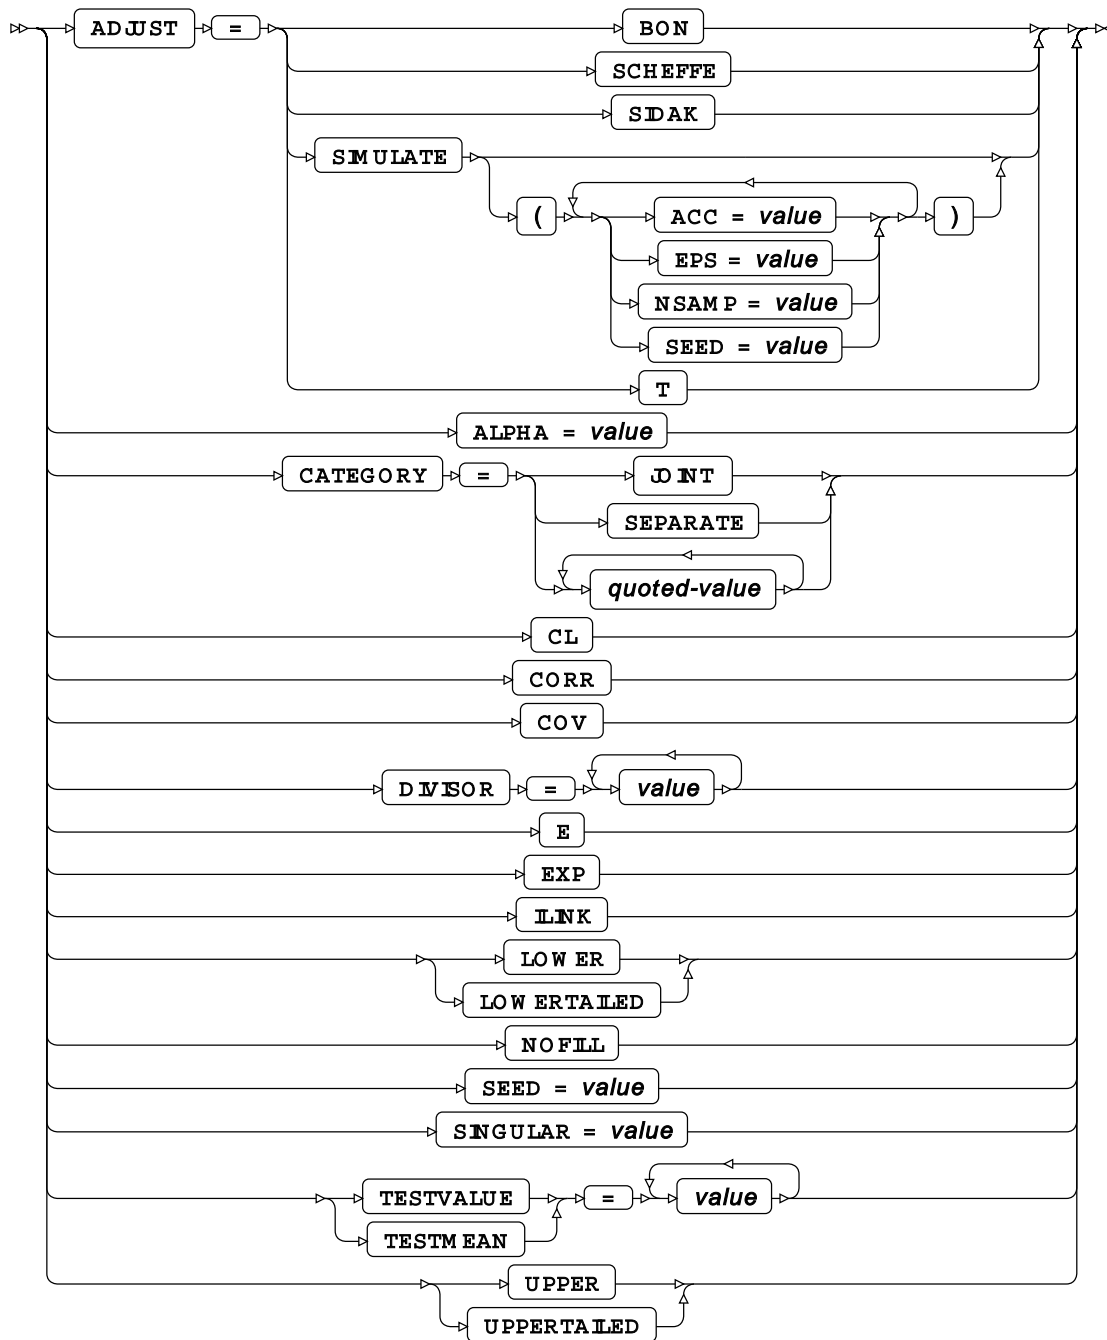 ADJUST = BON
SCHEFFE
SIDAK
SIMULATE
( ACC = value )
EPS = value
NSAMP = value
SEED = value
T
ALPHA = value
CATEGORY = JOINT
SEPARATE
quoted-value
CL
CORR
COV
DIVISOR = value
E
EXP
ILINK
LOWER
LOWERTAILED
NOFILL
SEED = value
SINGULAR = value
TESTVALUE = value
TESTMEAN
UPPER
UPPERTAILED